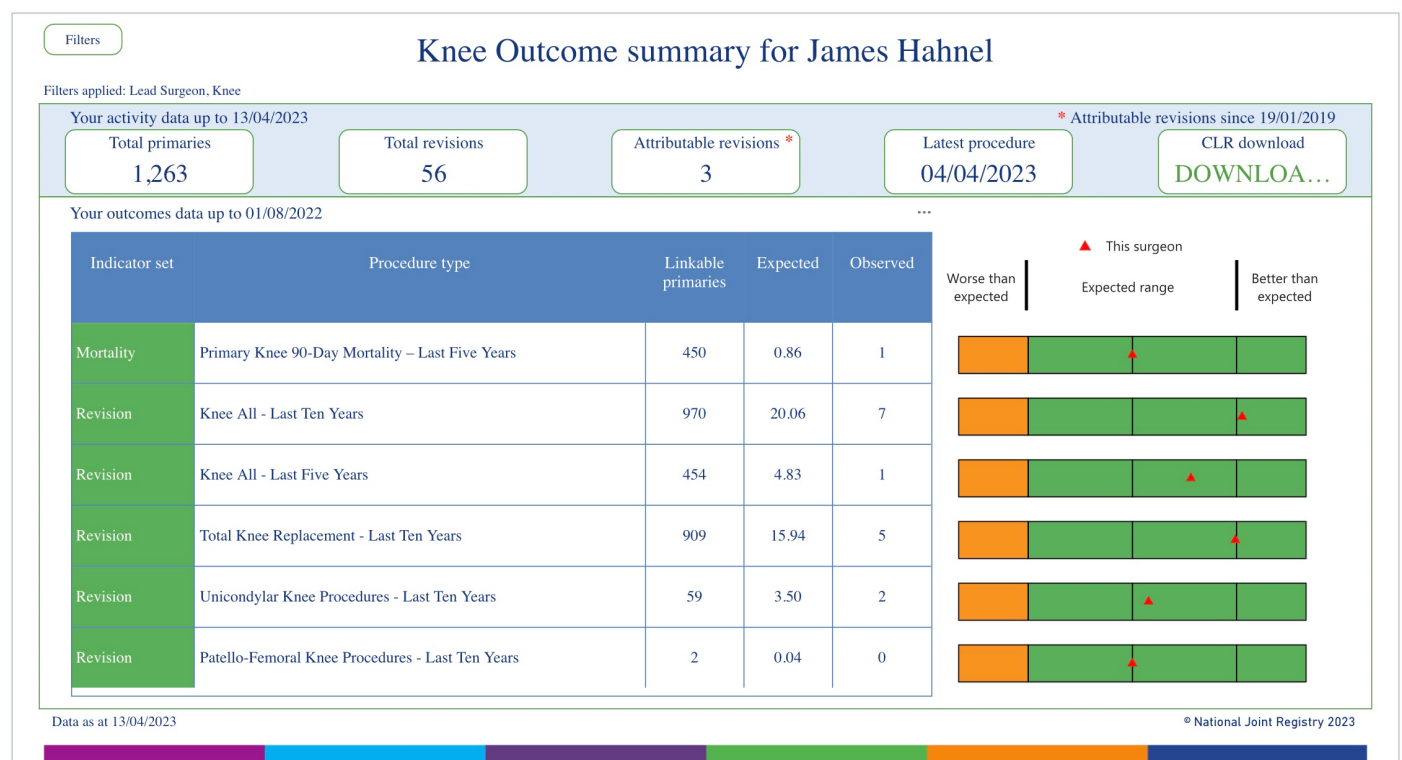 Filters
Knee Outcome summary for James Hahnel
Filters applied: Lead Surgeon, Knee
Your activity data up to 13/04/2023
* Attributable revisions since 19/01/2019
Total primaries
1,263
Total revisions
56
Attributable revisions *
3
Latest procedure
04/04/2023
CLR download
DOWNLOA...
Your outcomes data up to 01/08/2022
...
This surgeon
Worse than
expected
Expected range
Better than
expected
Indicator set Procedure type Linkable primaries Expected Observed
Mortality Primary Knee 90-Day Mortality – Last Five Years 450 0.86 1
Revision Knee All - Last Ten Years 970 20.06 7
Revision Knee All - Last Five Years 454 4.83 1
Revision Total Knee Replacement - Last Ten Years 909 15.94 5
Revision Unicondylar Knee Procedures - Last Ten Years 59 3.50 2
Revision Patello-Femoral Knee Procedures - Last Ten Years 2 0.04 0
Data as at 13/04/2023
© National Joint Registry 2023